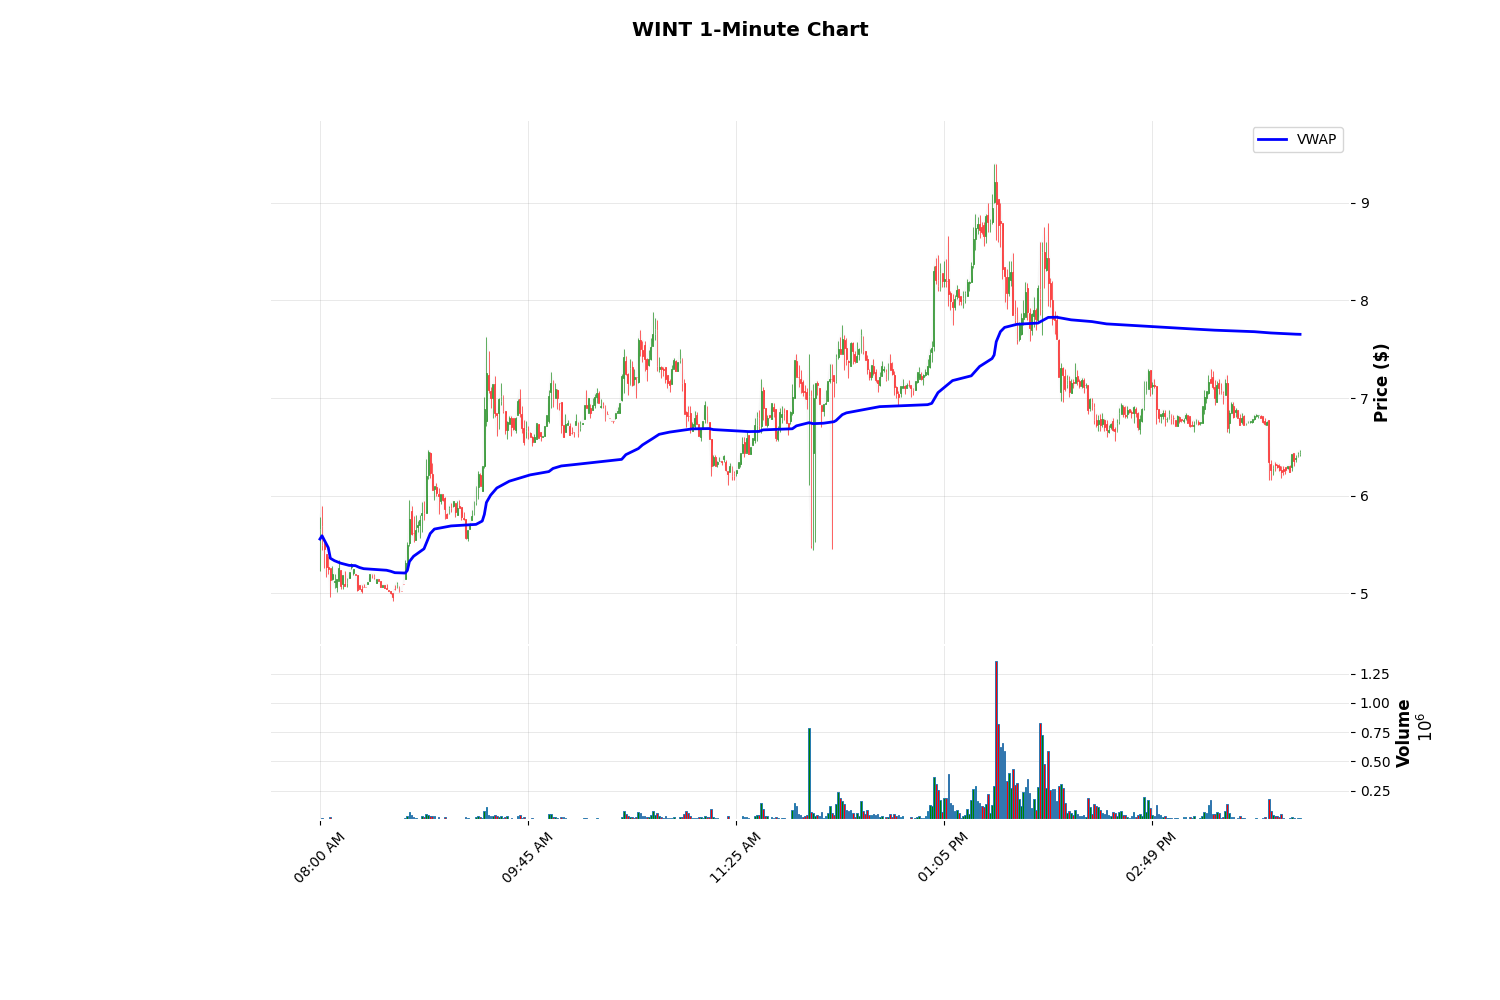 WINT 1-Minute Chart
VWAP
9
8
7
6
5
Price ($)
1.25
1.00
0.75
0.50
0.25
Volume
10^6
08:00 AM
09:45 AM
11:25 AM
01:05 PM
02:49 PM